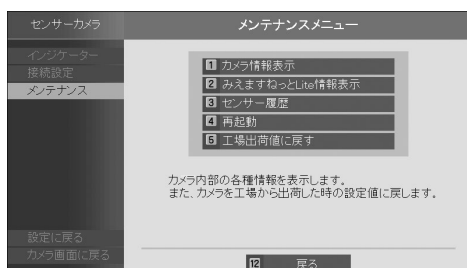 センサーカメラ
メンテナンスメニュー
インジケーター
接続設定
メンテナンス
1 カメラ情報表示
2 みえますねっとLite情報表示
3 センサー履歴
4 再起動
5 工場出荷値に戻す
カメラ内部の各種情報を表示します。
また、カメラを工場から出荷した時の設定値に戻します。
設定に戻る
カメラ画面に戻る
12 戻る